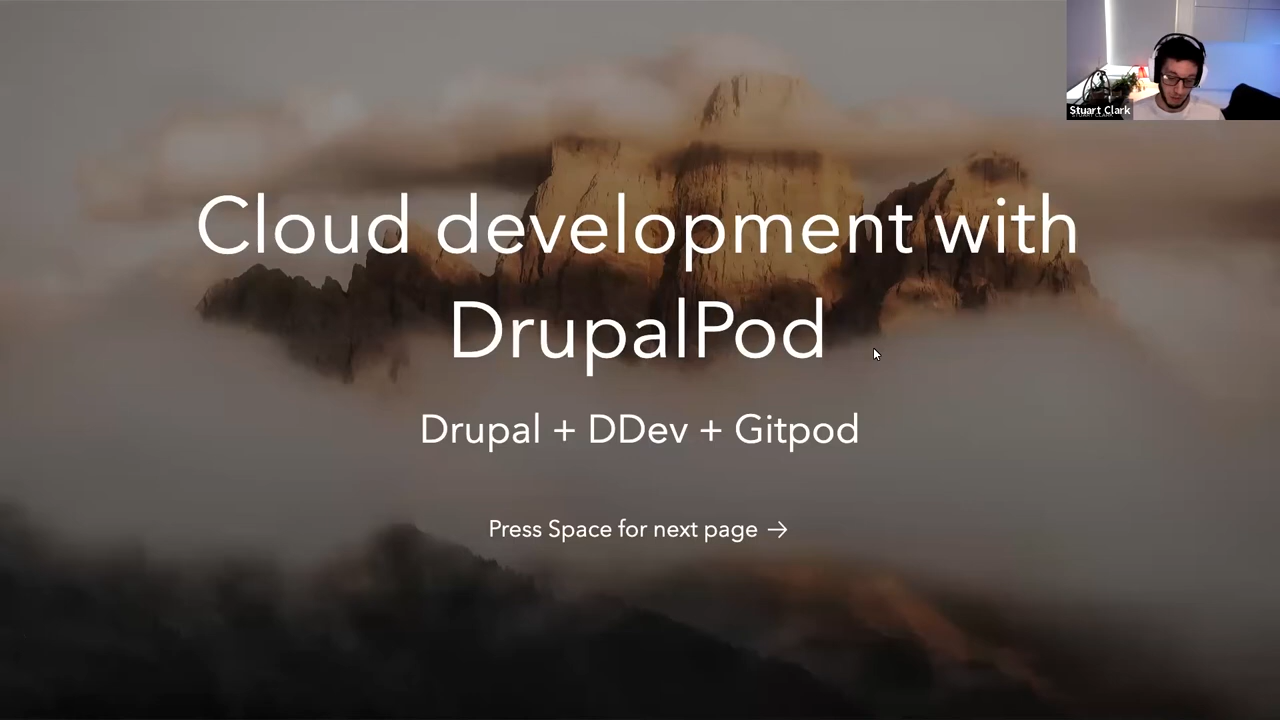 Stuart Clark
Cloud development with
DrupalPod
Drupal + DDev + Gitpod
Press Space for next page →